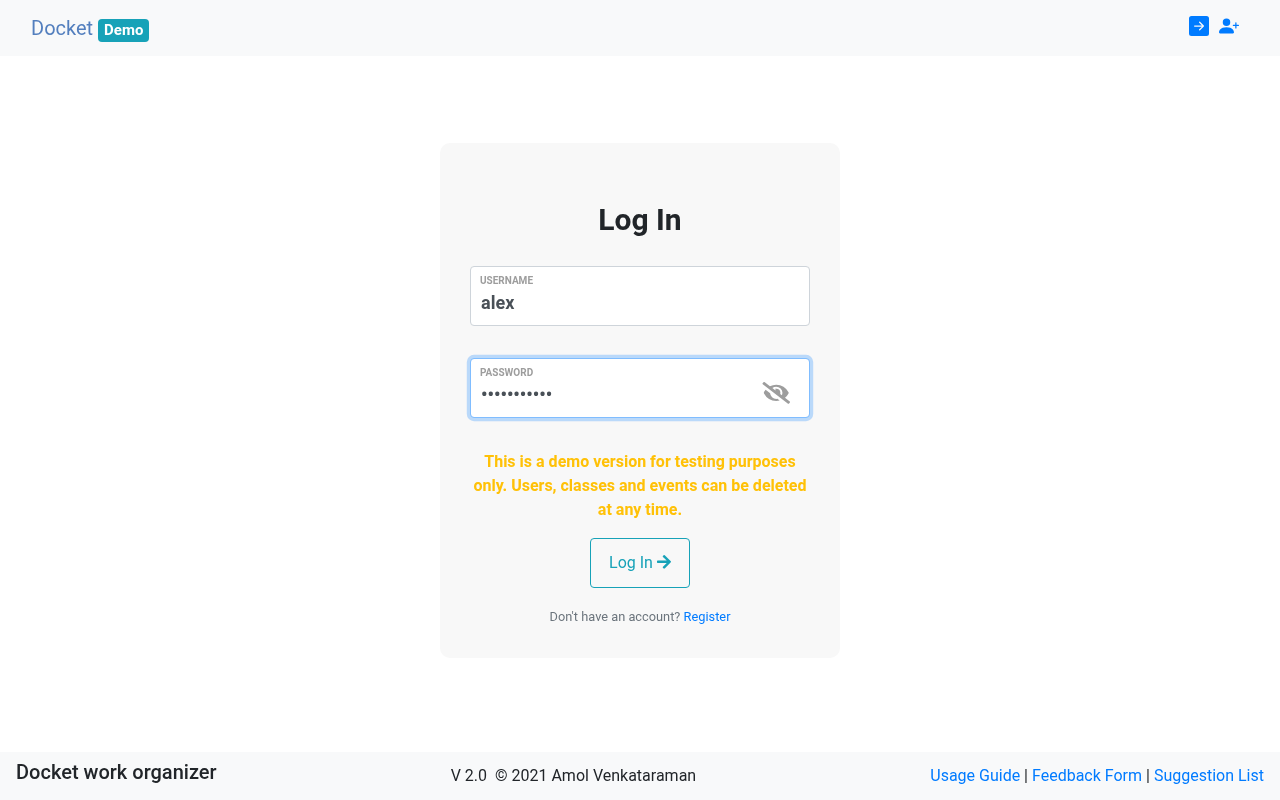 Docket Demo
Log In
USERNAME
alex
PASSWORD
•••••••••••
This is a demo version for testing purposes
only. Users, classes and events can be deleted
at any time.
Log In
Don't have an account? Register
Docket work organizer
V 2.0 © 2021 Amol Venkataraman
Usage Guide | Feedback Form | Suggestion List